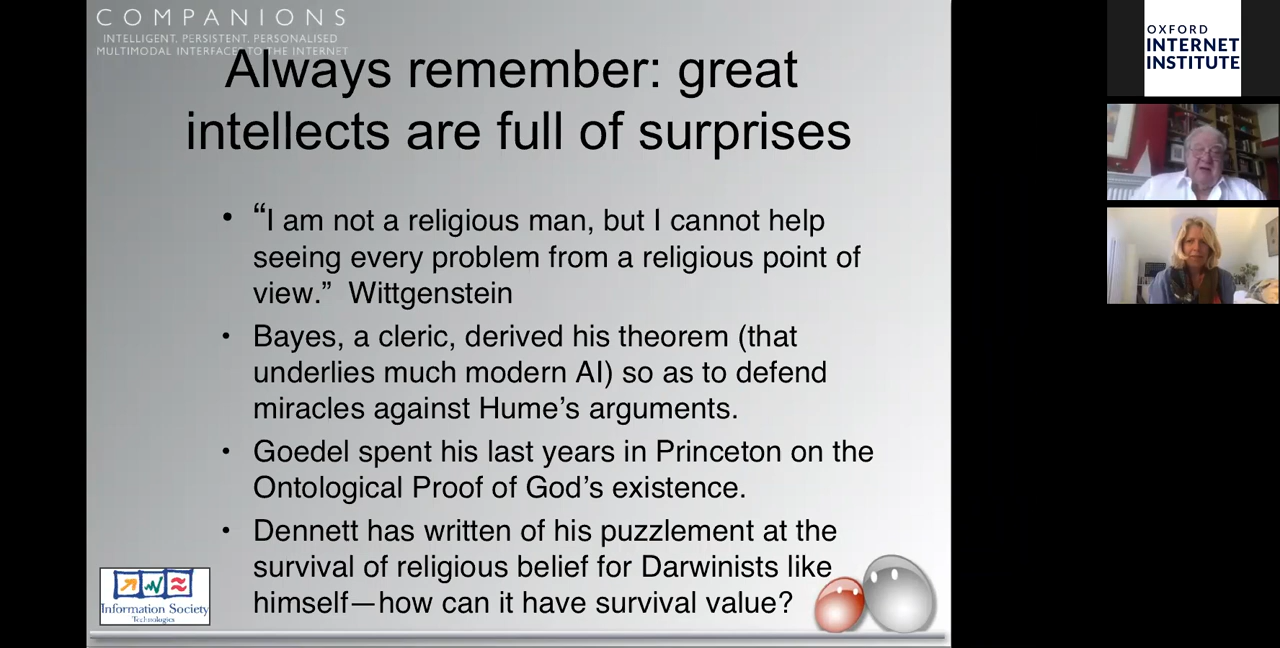 COMPANIONS
INTELLIGENT. PERSISTENT. PERSONALISED
MULTIMODAL INTERFACES TO THE INTERNET
Always remember: great
intellects are full of surprises
• “I am not a religious man, but I cannot help
seeing every problem from a religious point of
view.” Wittgenstein
• Bayes, a cleric, derived his theorem (that
underlies much modern AI) so as to defend
miracles against Hume’s arguments.
• Goedel spent his last years in Princeton on the
Ontological Proof of God’s existence.
• Dennett has written of his puzzlement at the
survival of religious belief for Darwinists like
himself—how can it have survival value?
Information Society
Technologies
OXFORD
INTERNET
INSTITUTE